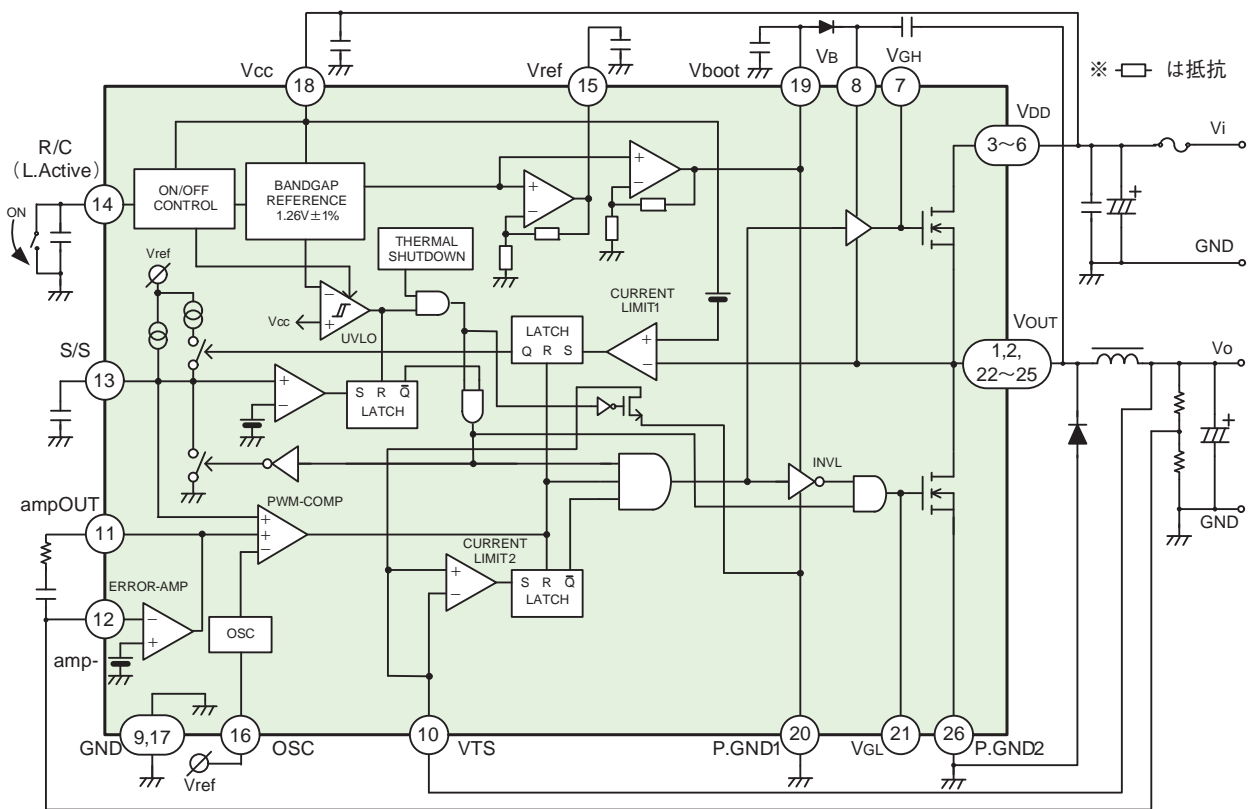 Vcc
18
Vref
15
Vboot
19
VB
8
VGH
7
※ は抵抗
VDD
3～6
Vi
R/C
（L.Active）
14
ON
ON/OFF
CONTROL
BANDGAP
REFERENCE
1.26V±1%
+
−
+
−
GND
THERMAL
SHUTDOWN
Vref
−
+
Vcc
UVLO
CURRENT
LIMIT1
+
−
LATCH
Q R S
VOUT
1,2,
22～25
Vo
+
+
S/S
13
+
−
S R Q̄
LATCH
INVL
GND
ampOUT
11
PWM-COMP
+
+
−
CURRENT
LIMIT2
+
−
S R Q̄
LATCH
ERROR-AMP
12
amp-
−
+
OSC
GND
9,17
16
OSC
Vref
10
VTS
P.GND1
20
VGL
21
26
P.GND2